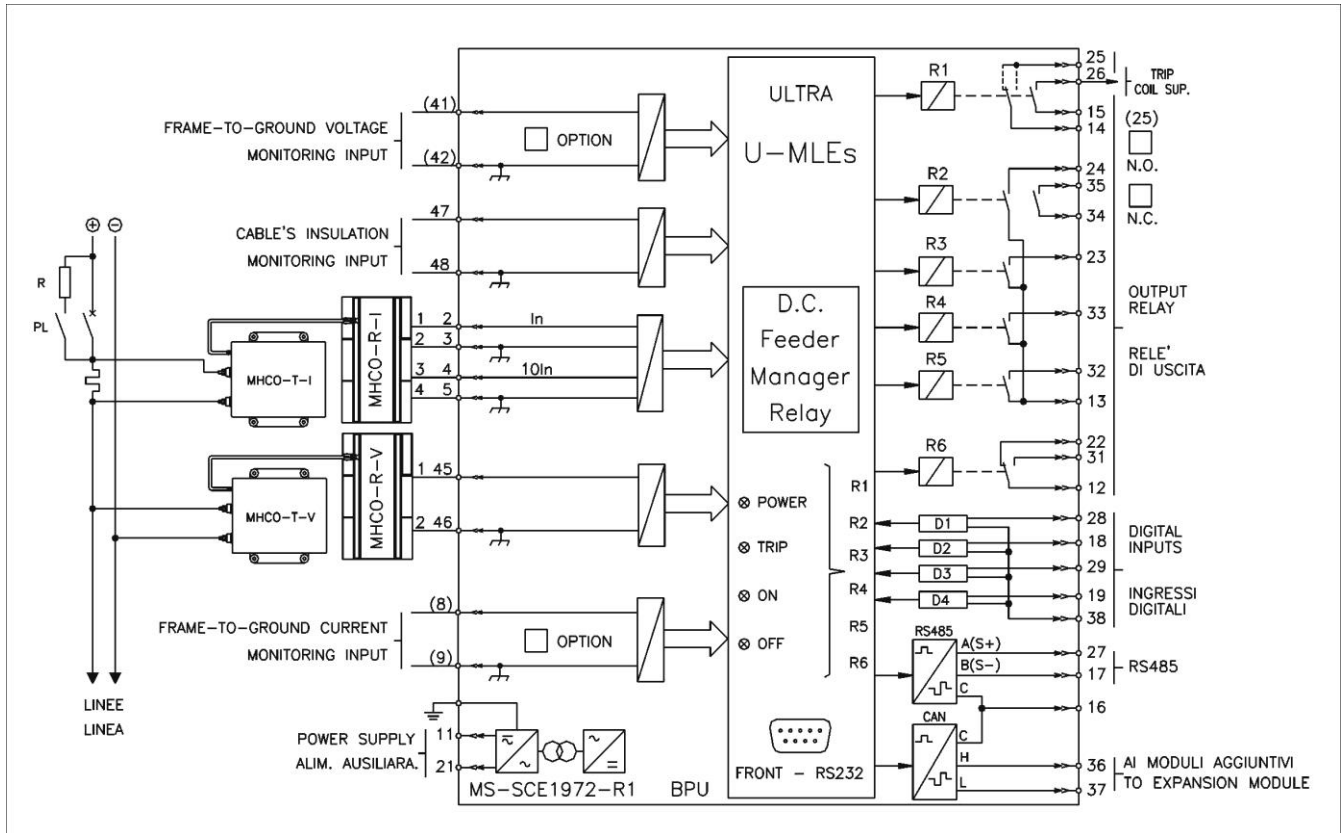 FRAME-TO-GROUND VOLTAGE
MONITORING INPUT
(41)
(42)
OPTION
CABLE'S INSULATION
MONITORING INPUT
47
48
⊕ ⊖
R
PL
MHCO-T-I
MHCO-R-I
1 2
2 3
3 4
4 5
In
10In
MHCO-T-V
MHCO-R-V
1 45
2 46
FRAME-TO-GROUND CURRENT
MONITORING INPUT
(8)
(9)
OPTION
LINEE
LINEA
POWER SUPPLY
ALIM. AUSILIARA.
11
21
MS-SCE1972-R1 BPU
ULTRA
U-MLEs
D.C.
Feeder
Manager
Relay
POWER
TRIP
ON
OFF
R1
R2
R3
R4
R5
R6
FRONT - RS232
R1
R2
R3
R4
R5
R6
D1
D2
D3
D4
RS485
A(S+)
B(S-)
C
CAN
C
H
L
25
26
15
14
24
35
34
23
33
32
13
22
31
12
28
18
29
19
38
27
17
16
36
37
TRIP
COIL SUP.
(25)
N.O.
N.C.
OUTPUT
RELAY
RELE'
DI USCITA
DIGITAL
INPUTS
INGRESSI
DIGITALI
RS485
AI MODULI AGGIUNTIVI
TO EXPANSION MODULE